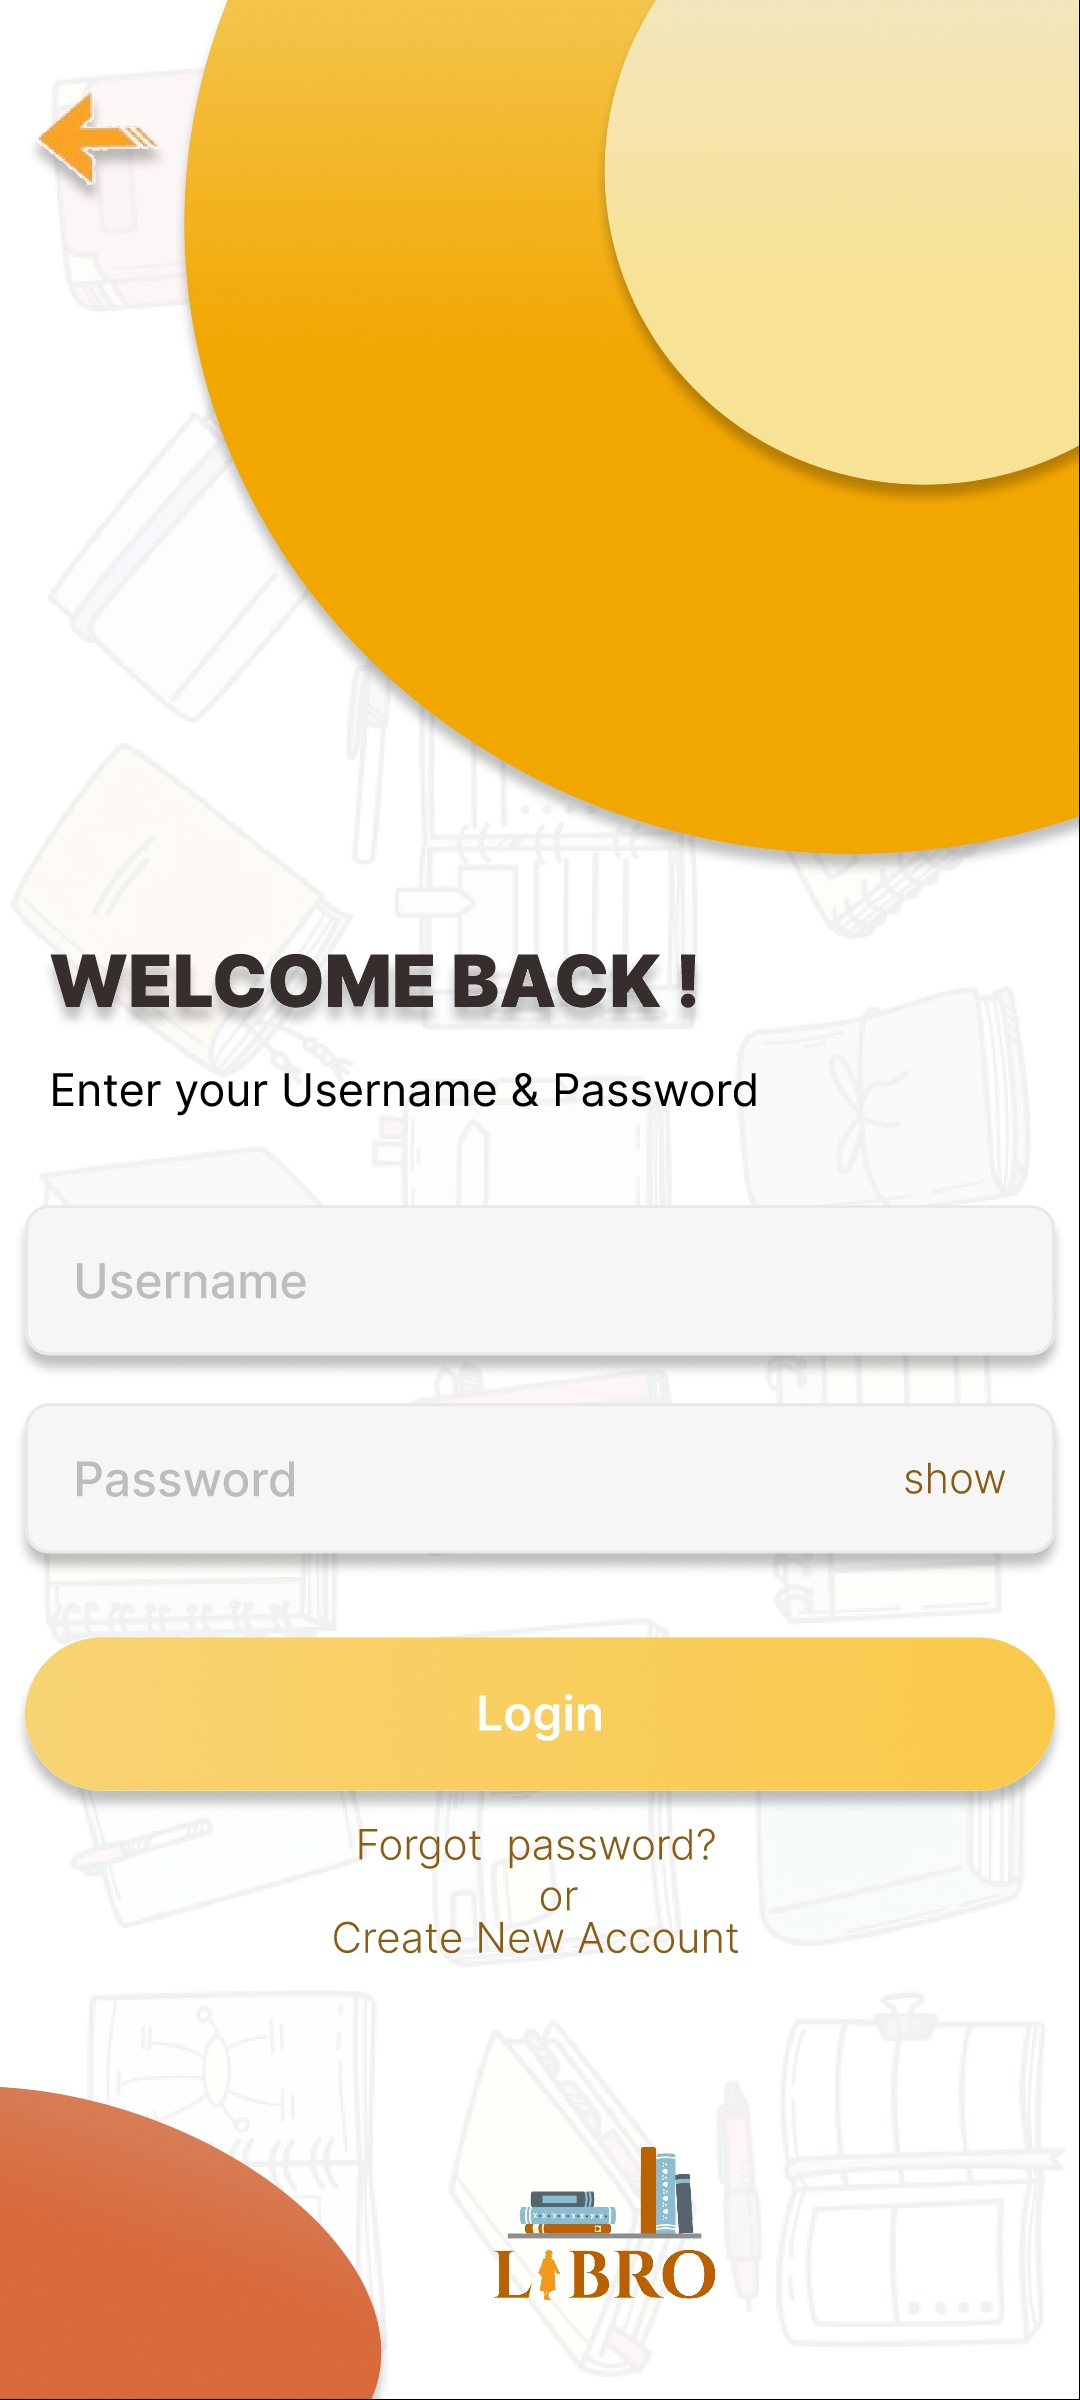 WELCOME BACK !
Enter your Username & Password
Username
Password show
Login
Forgot password?
or
Create New Account
LIBRO